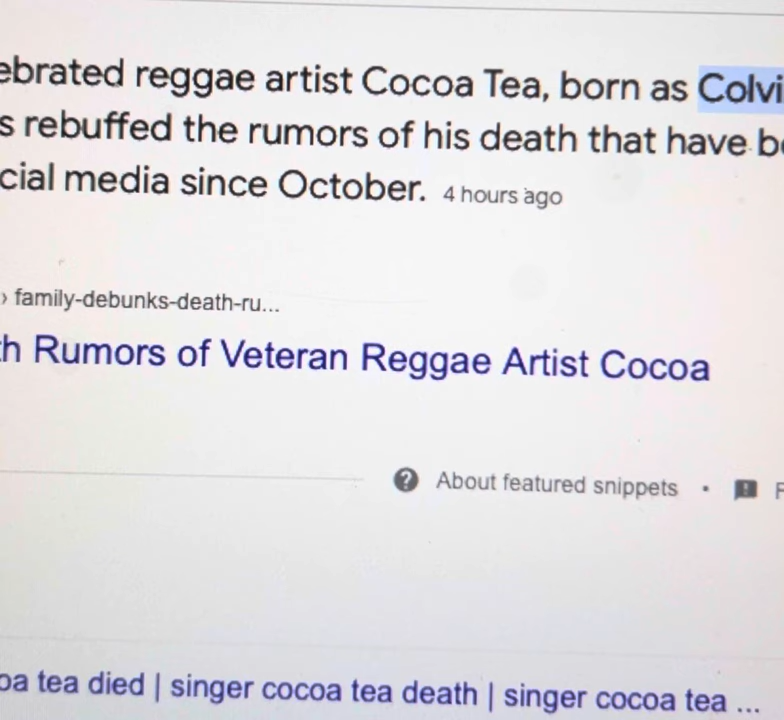 ebrated reggae artist Cocoa Tea, born as Colvi
s rebuffed the rumors of his death that have b
cial media since October. 4 hours ago
› family-debunks-death-ru...
h Rumors of Veteran Reggae Artist Cocoa
About featured snippets • F
oa tea died | singer cocoa tea death | singer cocoa tea ...